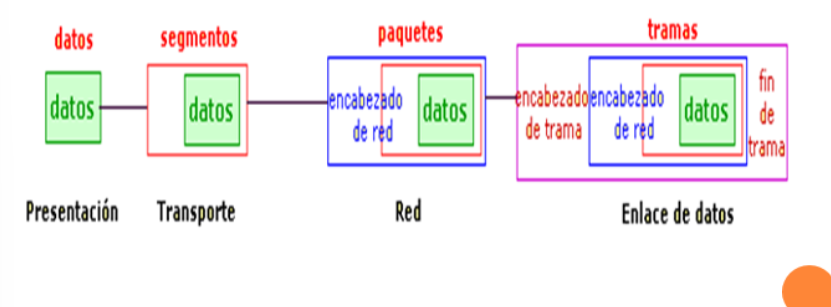 datos
segmentos
paquetes
tramas
datos
datos
encabezado
de red
datos
encabezado
de trama
encabezado
de red
datos
fin
de
trama
Presentación
Transporte
Red
Enlace de datos